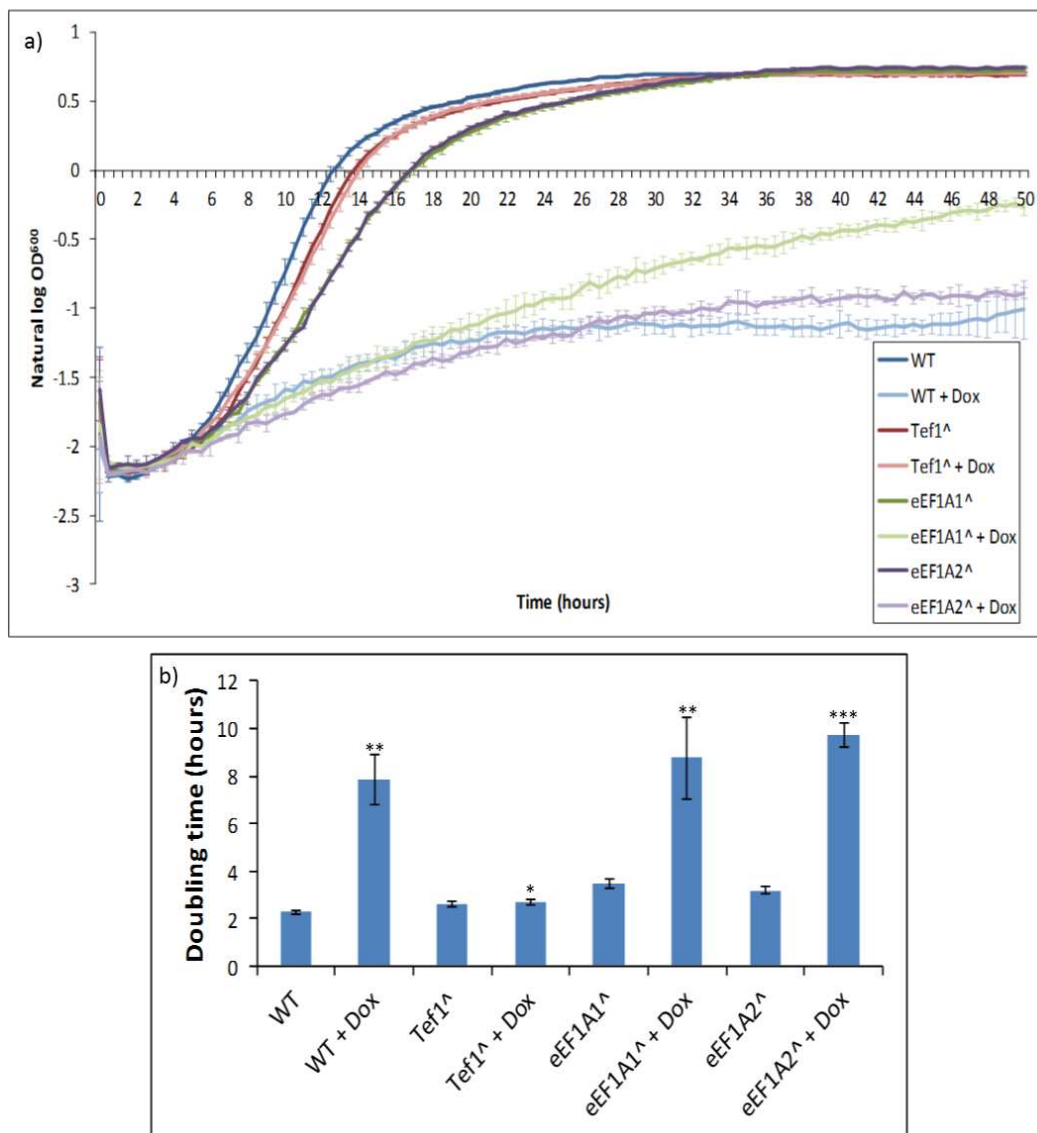 a)
1
0.5
0
-0.5
-1
-1.5
-2
-2.5
-3
Natural log OD600
0 2 4 6 8 10 12 14 16 18 20 22 24 26 28 30 32 34 36 38 40 42 44 46 48 50
Time (hours)
WT
WT + Dox
Tef1^
Tef1^ + Dox
eEF1A1^
eEF1A1^ + Dox
eEF1A2^
eEF1A2^ + Dox
b)
12
10
8
6
4
2
0
Doubling time (hours)
**
*
**
***
WT
WT + Dox
Tef1^
Tef1^ + Dox
eEF1A1^
eEF1A1^ + Dox
eEF1A2^
eEF1A2^ + Dox